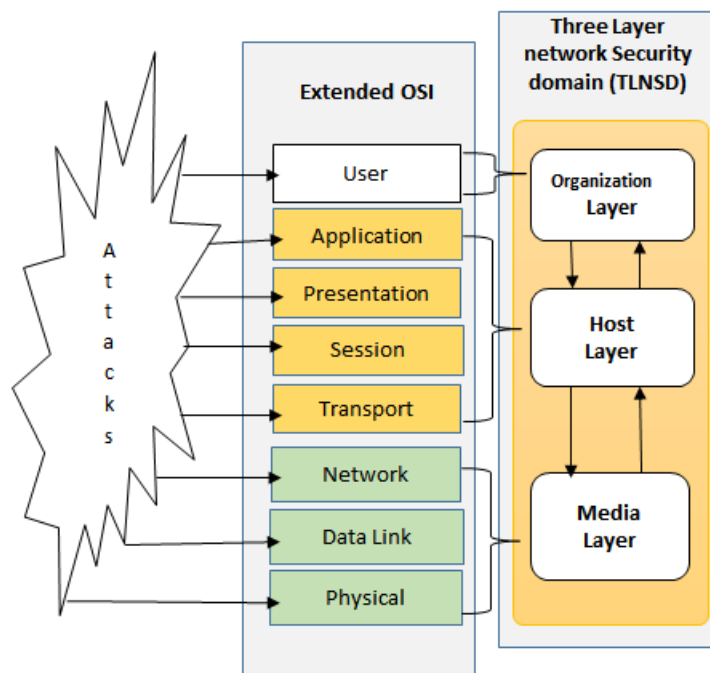 Three Layer
network Security
domain (TLNSD)
Extended OSI
Attacks
User
Application
Presentation
Session
Transport
Network
Data Link
Physical
Organization
Layer
Host
Layer
Media
Layer